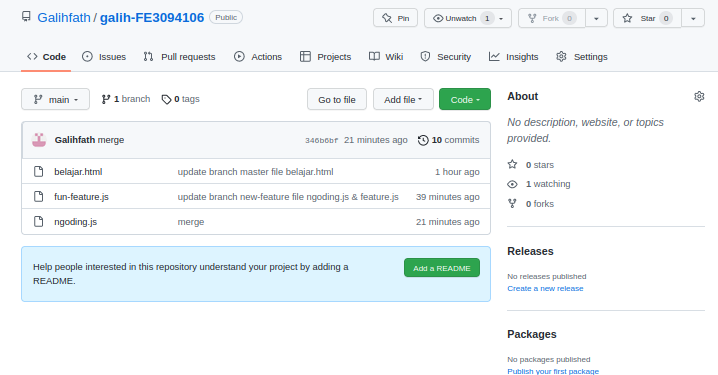 Galihfath / galih-FE3094106 Public Pin Unwatch 1 Fork 0 Star 0
Code Issues Pull requests Actions Projects Wiki Security Insights Settings
main 1 branch 0 tags Go to file Add file Code
Galihfath merge 346b6bf 21 minutes ago 10 commits
belajar.html update branch master file belajar.html 1 hour ago
fun-feature.js update branch new-feature file ngoding.js & feature.js 39 minutes ago
ngoding.js merge 21 minutes ago
Help people interested in this repository understand your project by adding a
README.
Add a README
About
No description, website, or topics
provided.
0 stars
1 watching
0 forks
Releases
No releases published
Create a new release
Packages
No packages published
Publish your first package